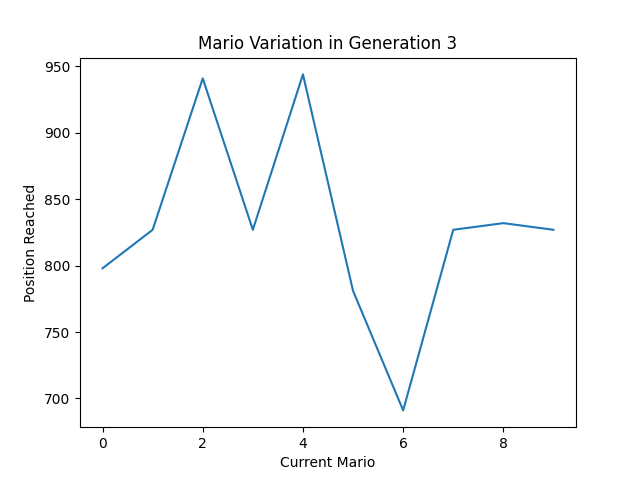 Mario Variation in Generation 3
950
900
850
800
750
700
Position Reached
0 2 4 6 8
Current Mario